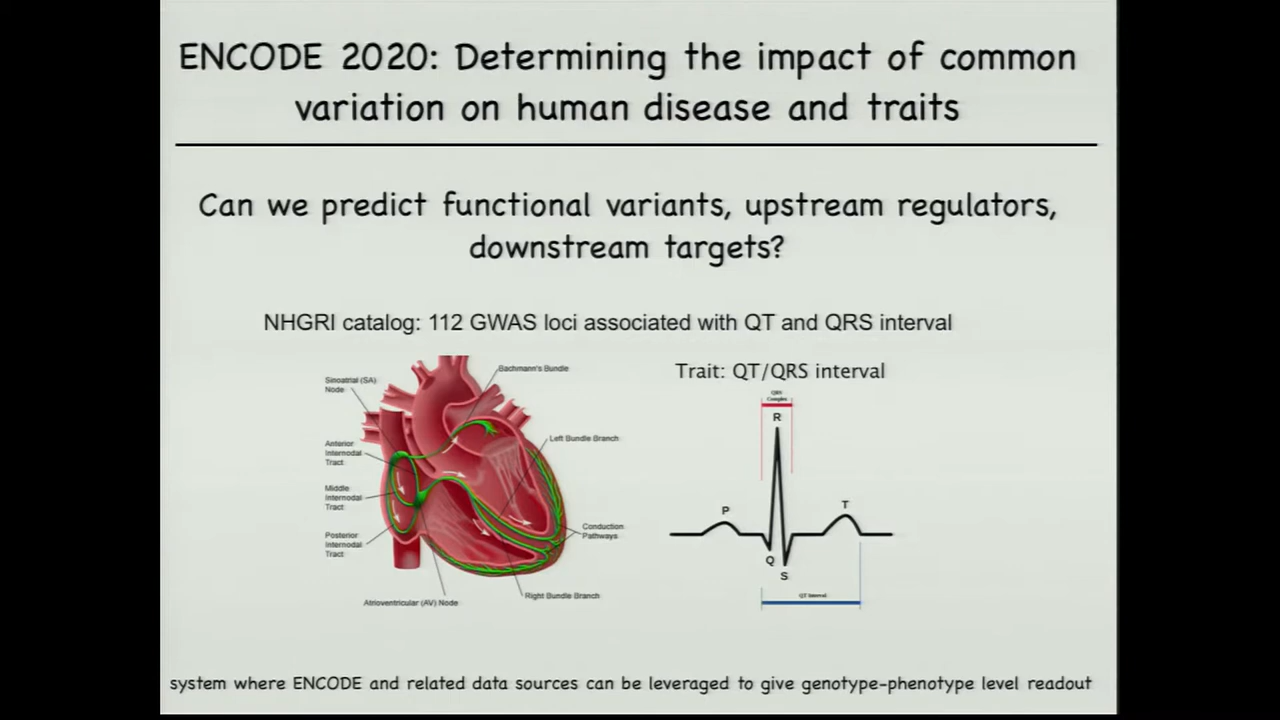 ENCODE 2020: Determining the impact of common
variation on human disease and traits
Can we predict functional variants, upstream regulators,
downstream targets?
NHGRI catalog: 112 GWAS loci associated with QT and QRS interval
Sinoatrial (SA)
Node
Bachmann's Bundle
Anterior
Internodal
Tract
Left Bundle Branch
Middle
Internodal
Tract
Posterior
Internodal
Tract
Conduction
Pathways
Atrioventricular (AV) Node
Right Bundle Branch
Trait: QT/QRS interval
QRS
Complex
R
P
T
Q
S
QT Interval
system where ENCODE and related data sources can be leveraged to give genotype-phenotype level readout